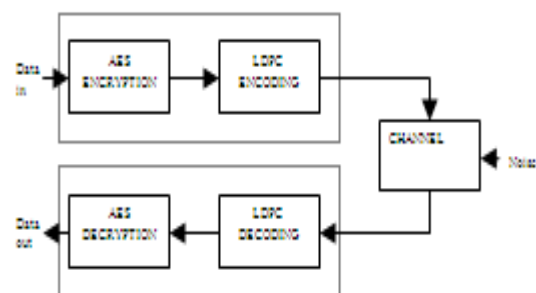 Data
in
AES
ENCRYPTION
LDPC
ENCODING
CHANNEL
Noise
Data
out
AES
DECRYPTION
LDPC
DECODING